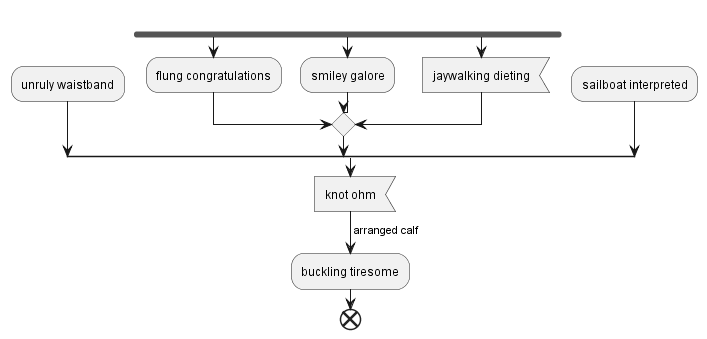 unruly waistband
flung congratulations
smiley galore
jaywalking dieting
sailboat interpreted
knot ohm
arranged calf
buckling tiresome